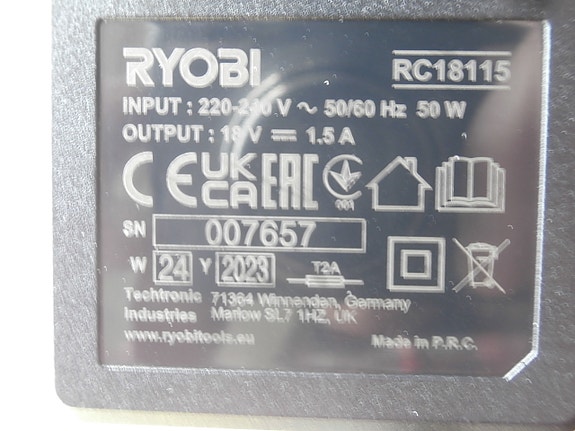 RYOBI RC18115
INPUT : 220-240 V ~ 50/60 Hz 50 W
OUTPUT : 18 V ⎓ 1.5 A
CE UK CA EAC 081
SN 007657
W 24 Y 2023 T2A
Techtronic 71364 Winnenden, Germany
Industries Marlow SL7 1HZ, UK
www.ryobitools.eu Made in P.R.C.